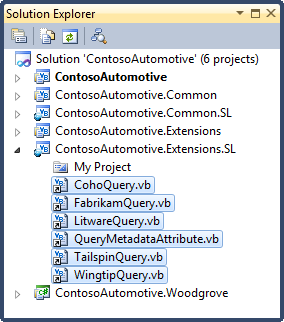 Solution Explorer
Solution 'ContosoAutomotive' (6 projects)
ContosoAutomotive
ContosoAutomotive.Common
ContosoAutomotive.Common.SL
ContosoAutomotive.Extensions
ContosoAutomotive.Extensions.SL
My Project
CohoQuery.vb
FabrikamQuery.vb
LitwareQuery.vb
QueryMetadataAttribute.vb
TailspinQuery.vb
WingtipQuery.vb
ContosoAutomotive.Woodgrove